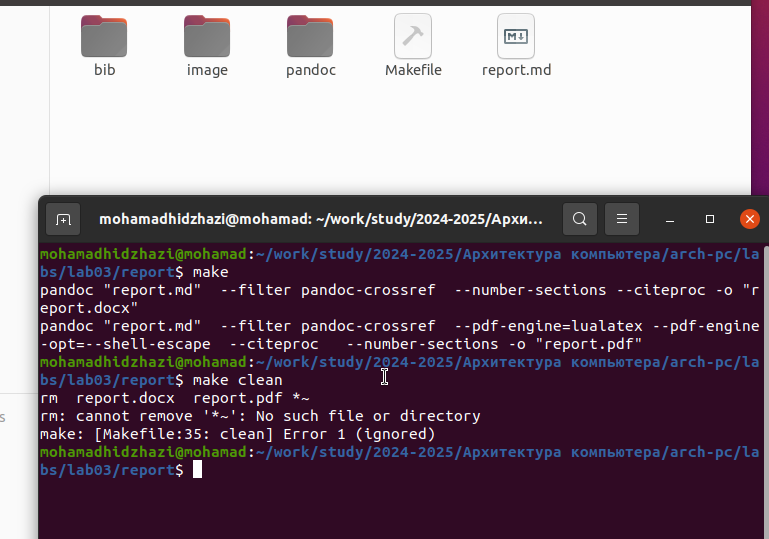 bib
image
pandoc
Makefile
report.md
mohamadhidzhazi@mohamad: ~/work/study/2024-2025/Архи...
mohamadhidzhazi@mohamad:~/work/study/2024-2025/Архитектура компьютера/arch-pc/la
bs/lab03/report$ make
pandoc "report.md"  --filter pandoc-crossref  --number-sections --citeproc -o "r
eport.docx"
pandoc "report.md"  --filter pandoc-crossref  --pdf-engine=lualatex --pdf-engine
-opt=--shell-escape  --citeproc   --number-sections -o "report.pdf"
mohamadhidzhazi@mohamad:~/work/study/2024-2025/Архитектура компьютера/arch-pc/la
bs/lab03/report$ make clean
rm  report.docx  report.pdf *~
rm: cannot remove '*~': No such file or directory
make: [Makefile:35: clean] Error 1 (ignored)
mohamadhidzhazi@mohamad:~/work/study/2024-2025/Архитектура компьютера/arch-pc/la
bs/lab03/report$